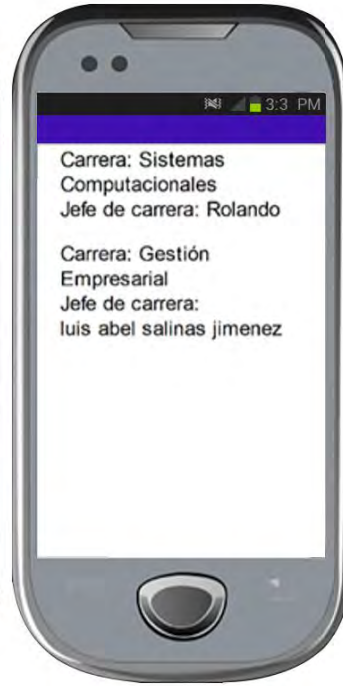 3:3 PM
Carrera: Sistemas
Computacionales
Jefe de carrera: Rolando
Carrera: Gestión
Empresarial
Jefe de carrera:
luis abel salinas jimenez